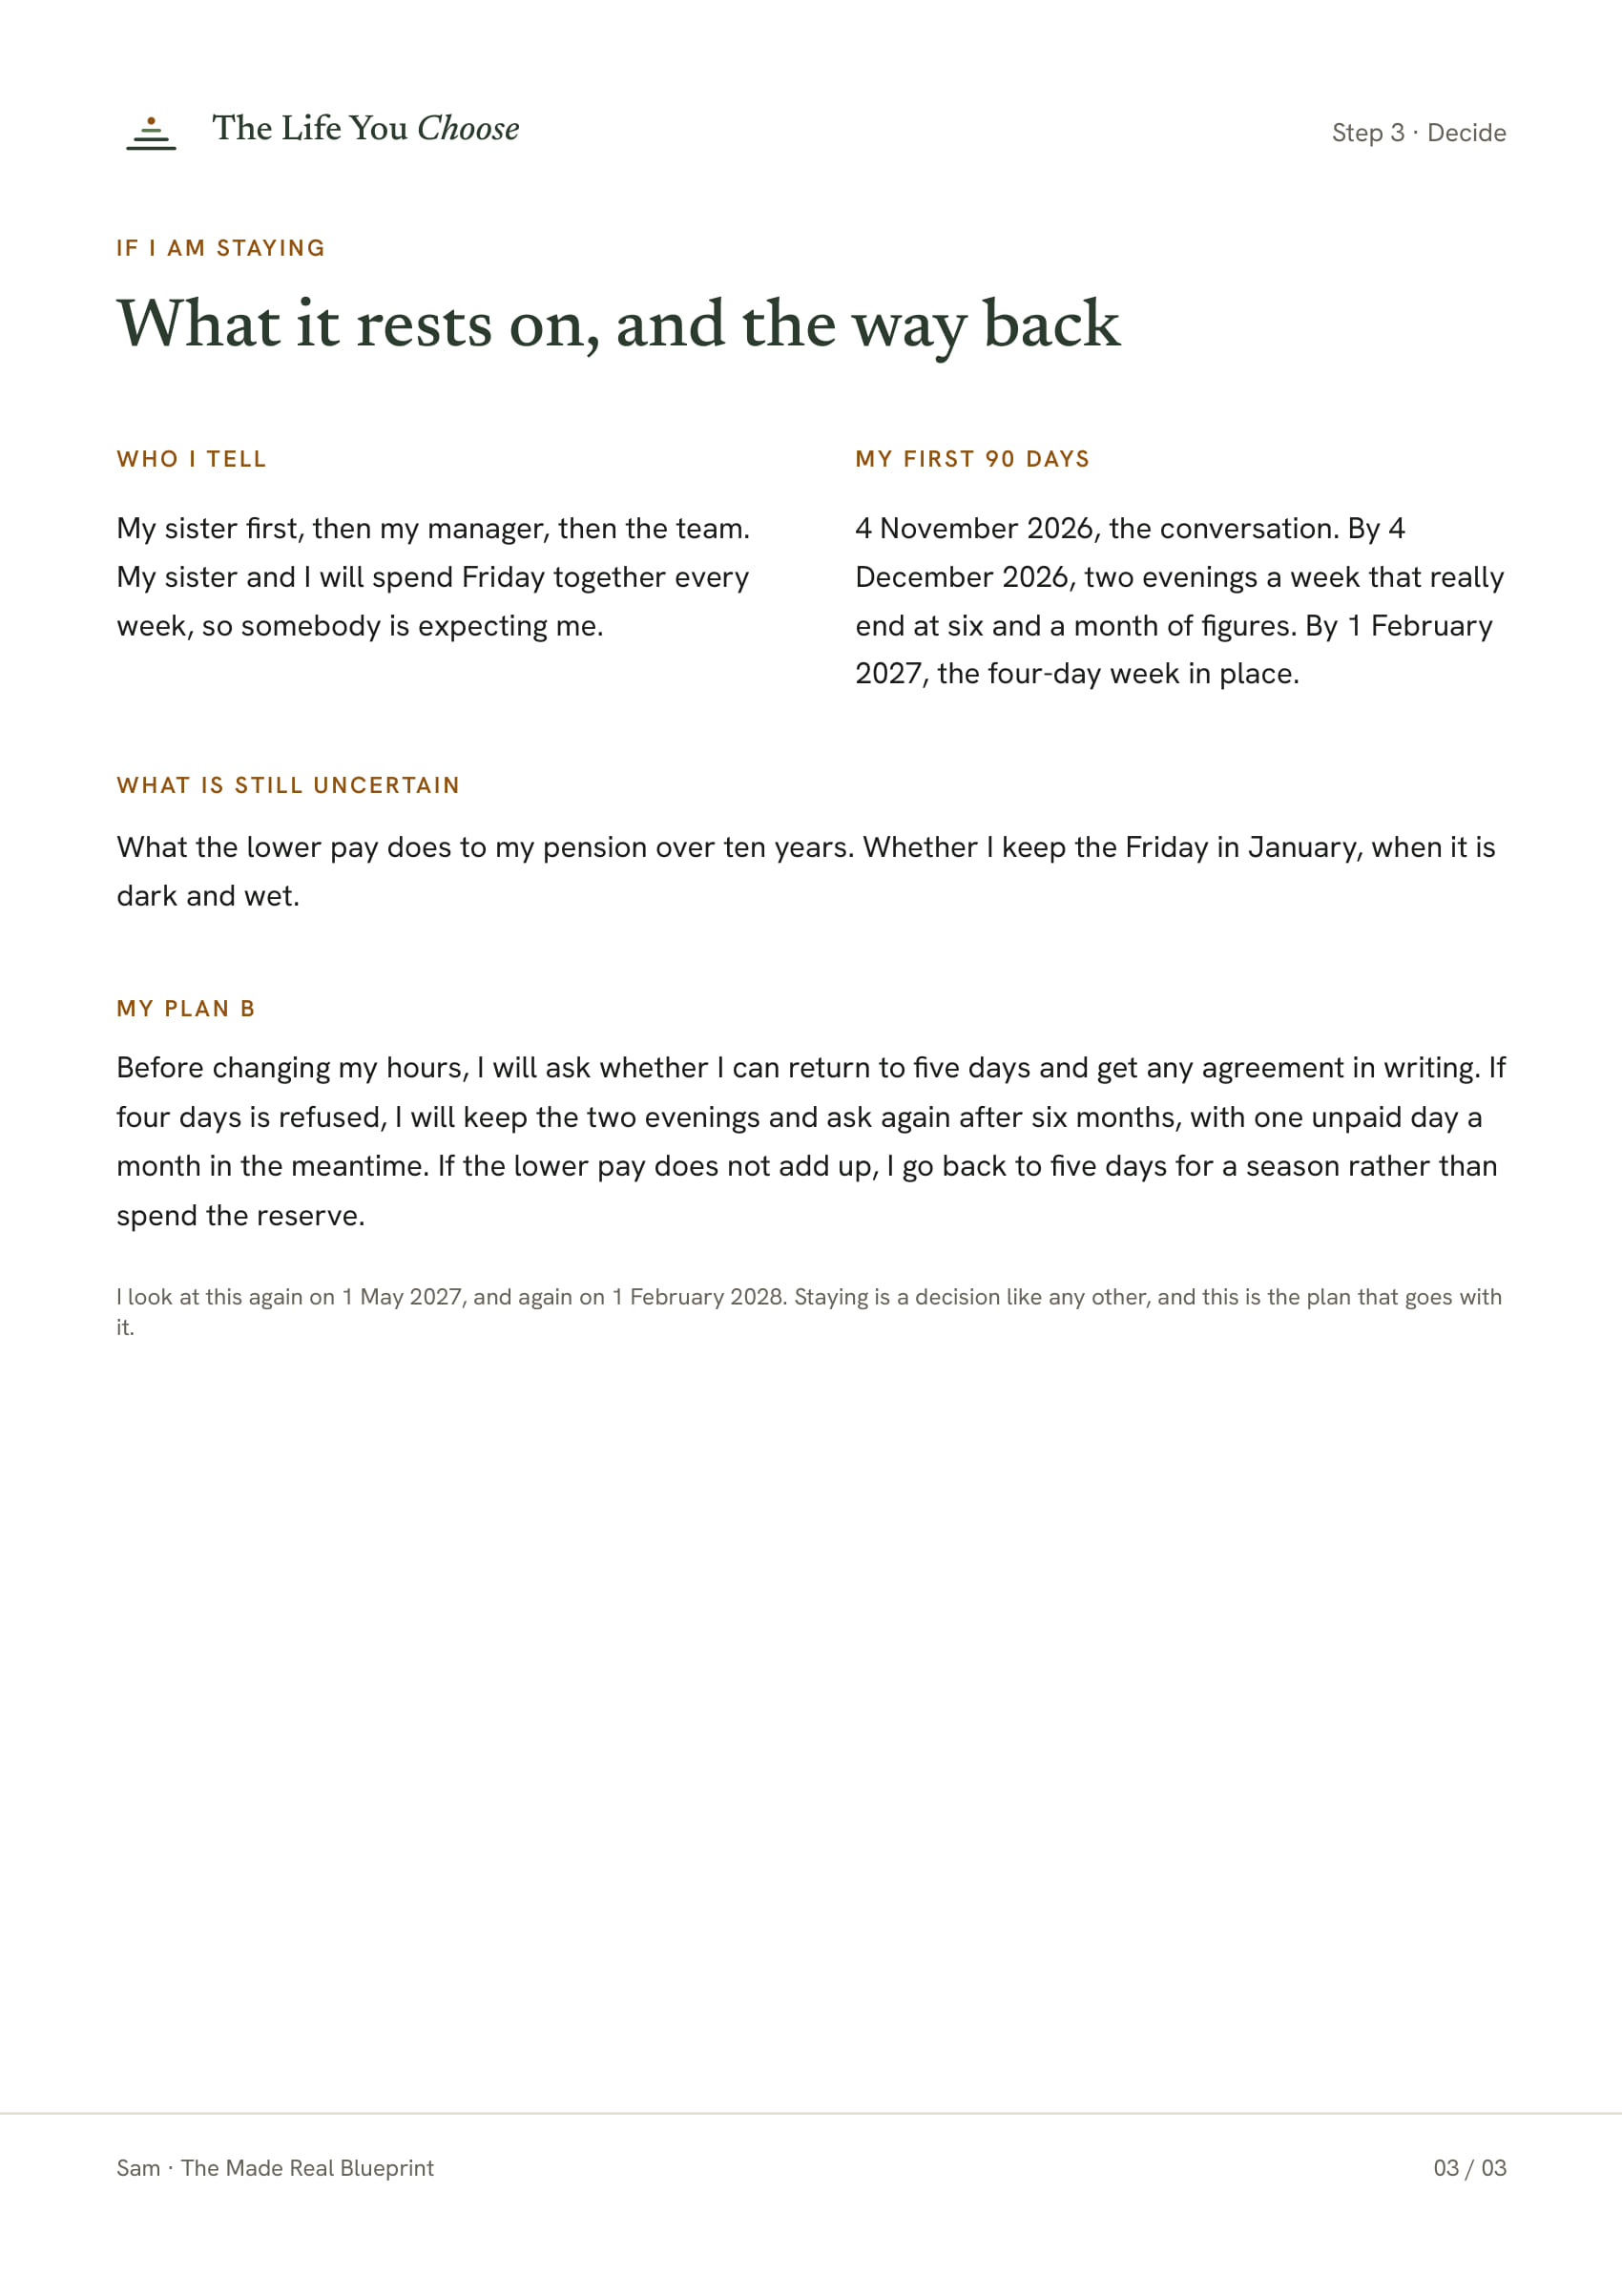 The Life You Choose
Step 3 · Decide
IF I AM STAYING
What it rests on, and the way back
WHO I TELL
My sister first, then my manager, then the team.
My sister and I will spend Friday together every
week, so somebody is expecting me.
MY FIRST 90 DAYS
4 November 2026, the conversation. By 4
December 2026, two evenings a week that really
end at six and a month of figures. By 1 February
2027, the four-day week in place.
WHAT IS STILL UNCERTAIN
What the lower pay does to my pension over ten years. Whether I keep the Friday in January, when it is
dark and wet.
MY PLAN B
Before changing my hours, I will ask whether I can return to five days and get any agreement in writing. If
four days is refused, I will keep the two evenings and ask again after six months, with one unpaid day a
month in the meantime. If the lower pay does not add up, I go back to five days for a season rather than
spend the reserve.
I look at this again on 1 May 2027, and again on 1 February 2028. Staying is a decision like any other, and this is the plan that goes with
it.
Sam · The Made Real Blueprint
03 / 03